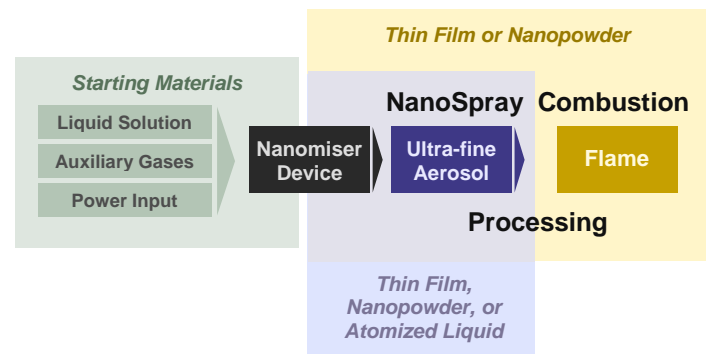 Thin Film or Nanopowder
Starting Materials
Liquid Solution
Auxiliary Gases
Power Input
Nanomiser
Device
NanoSpray Combustion
Ultra-fine
Aerosol
Flame
Processing
Thin Film,
Nanopowder, or
Atomized Liquid